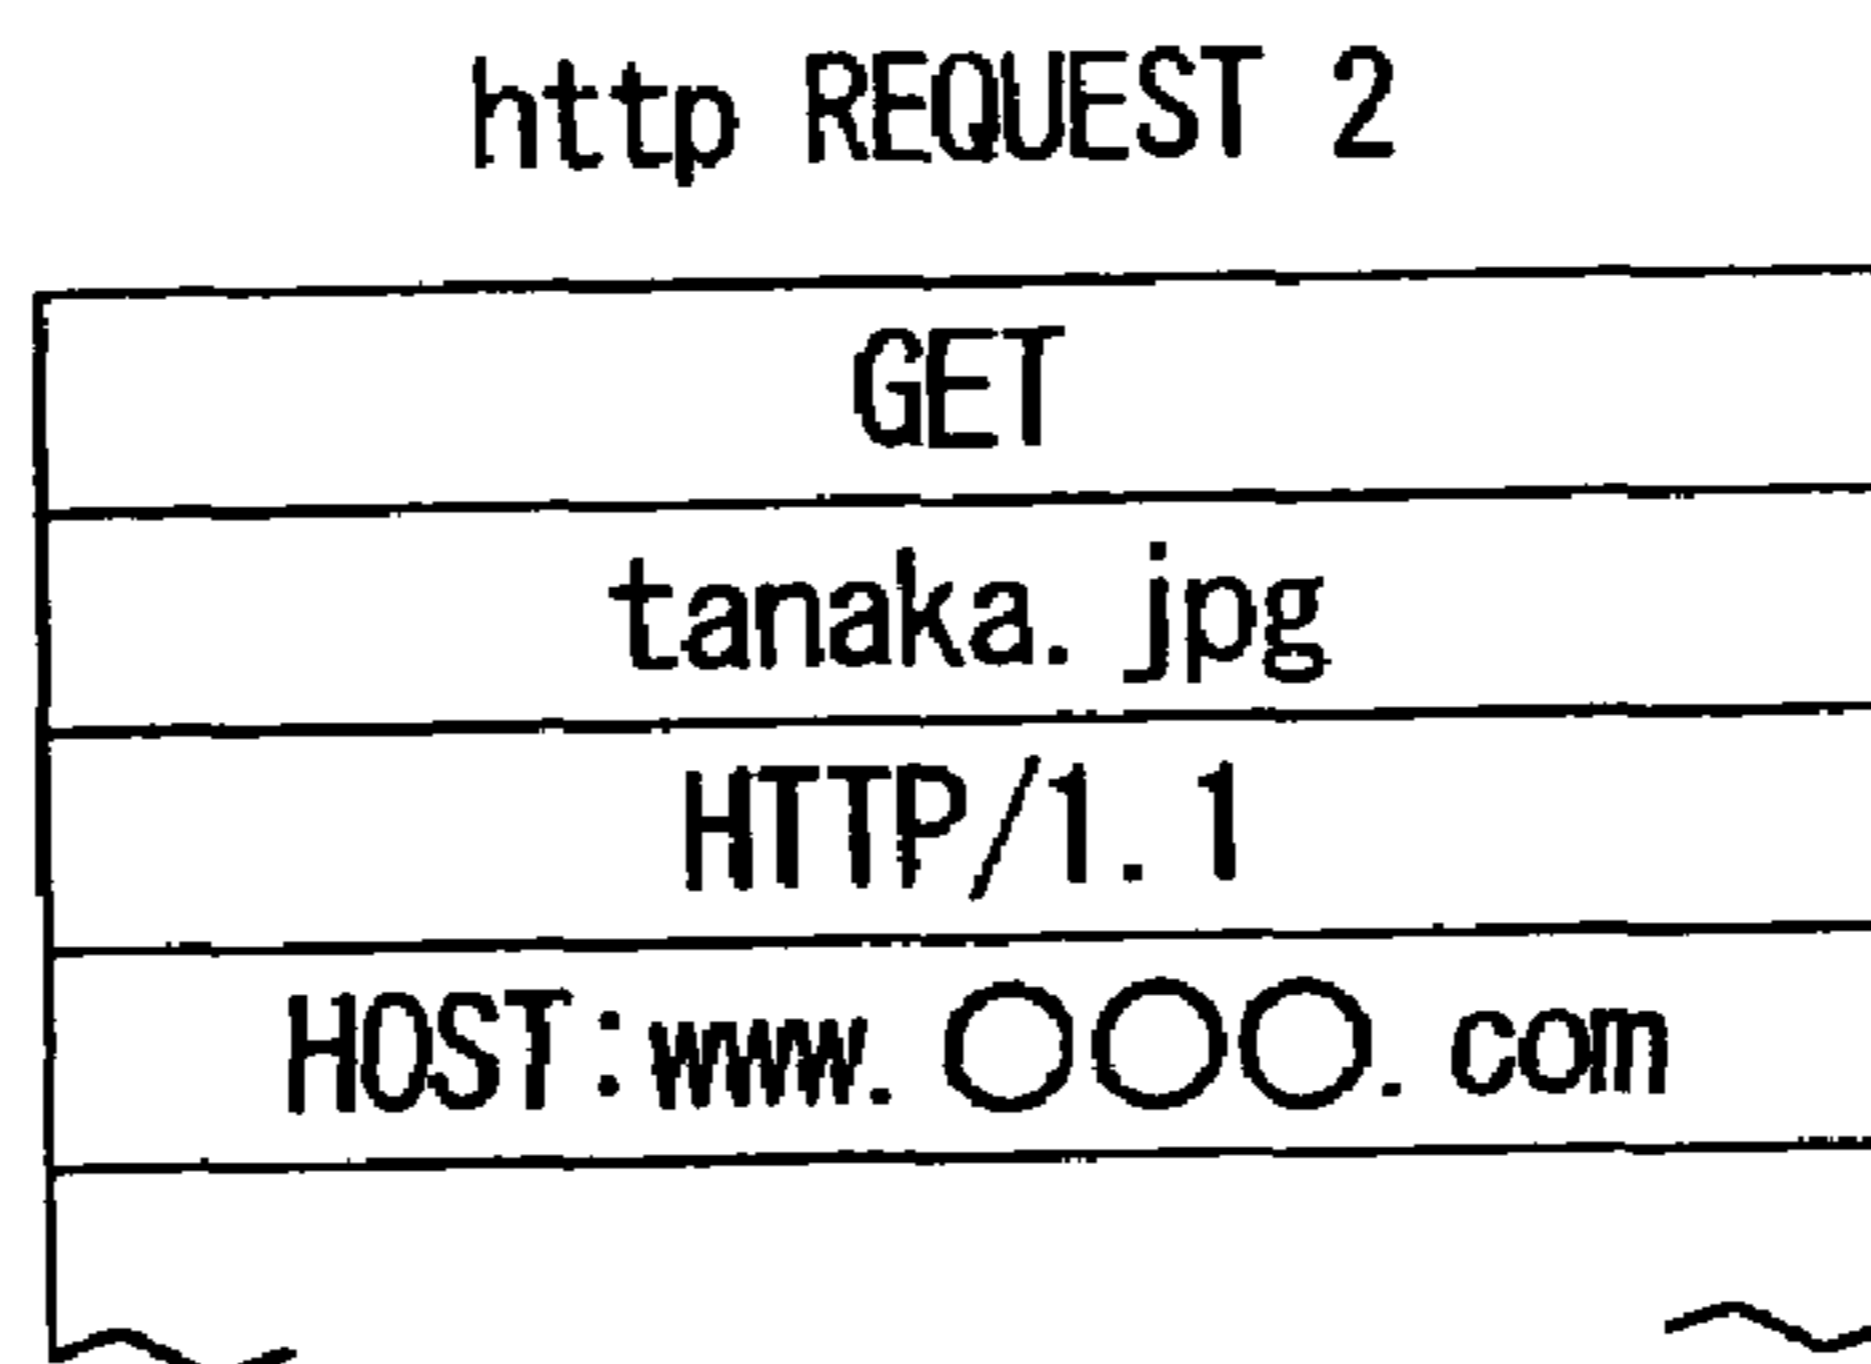 http REQUEST 2
GET
tanaka. jpg
HTTP/1.1
HOST:www. ○○○. com